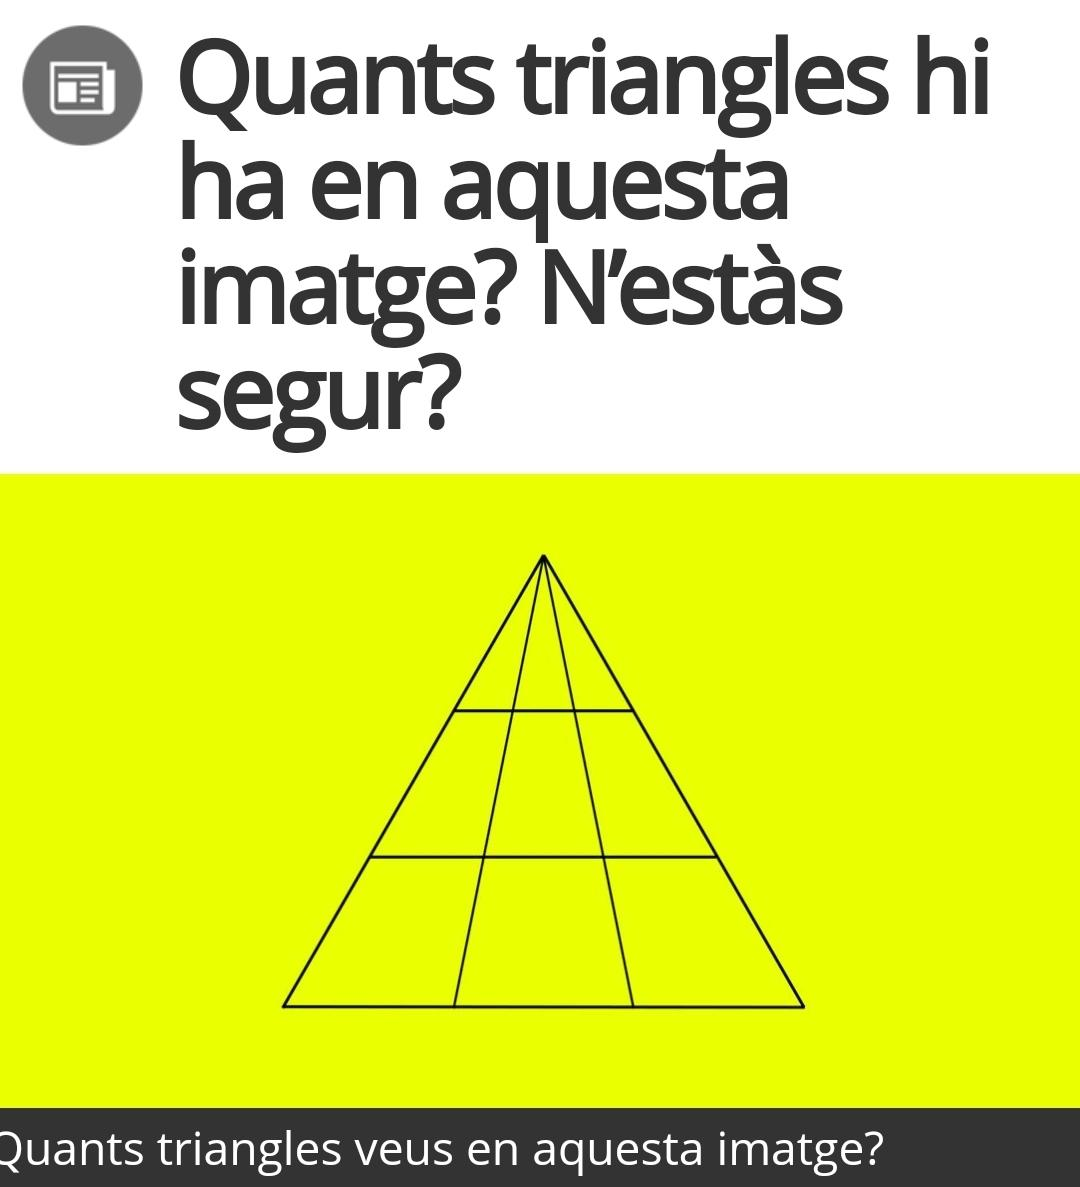 Quants triangles hi
ha en aquesta
imatge? N’estàs
segur?
Quants triangles veus en aquesta imatge?